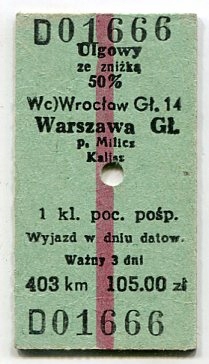 D01666
Ulgowy
ze zniżką
50%
Wc)Wrocław Gł. 14
Warszawa Gł.
p. Milicz
Kalisz
1 kl. poc. pośp.
Wyjazd w dniu datow.
Ważny 3 dni
403 km 105.00 zł
D01666